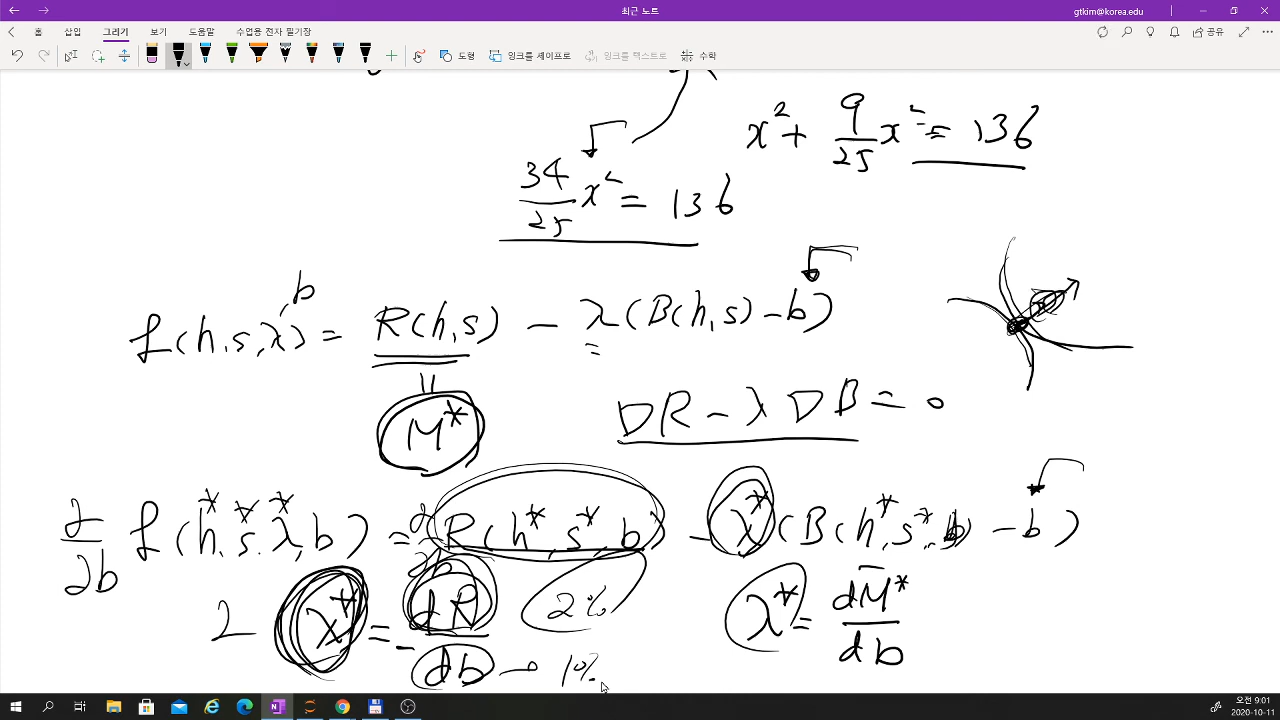 최근 노트
gtkim@korea.edu
홈 삽입 그리기 보기 도움말 수업용 전자 필기장
공유
도형 잉크를 셰이프로 잉크를 텍스트로 수학
x² + 9/25 x² = 136
34/25 x² = 136
, b
f(h,s,λ) = R(h,s) − λ(B(h,s) − b)
M*
∇R − λ∇B = 0
∂/∂b f(h*,s*,λ*,b) = ∂/∂b R(h*,s*,b) − λ*(B(h*,s*,b) − b)
2 λ* = dR/db 2% λ* = dM*/db
→ 1%
오전 9:01
2020-10-11